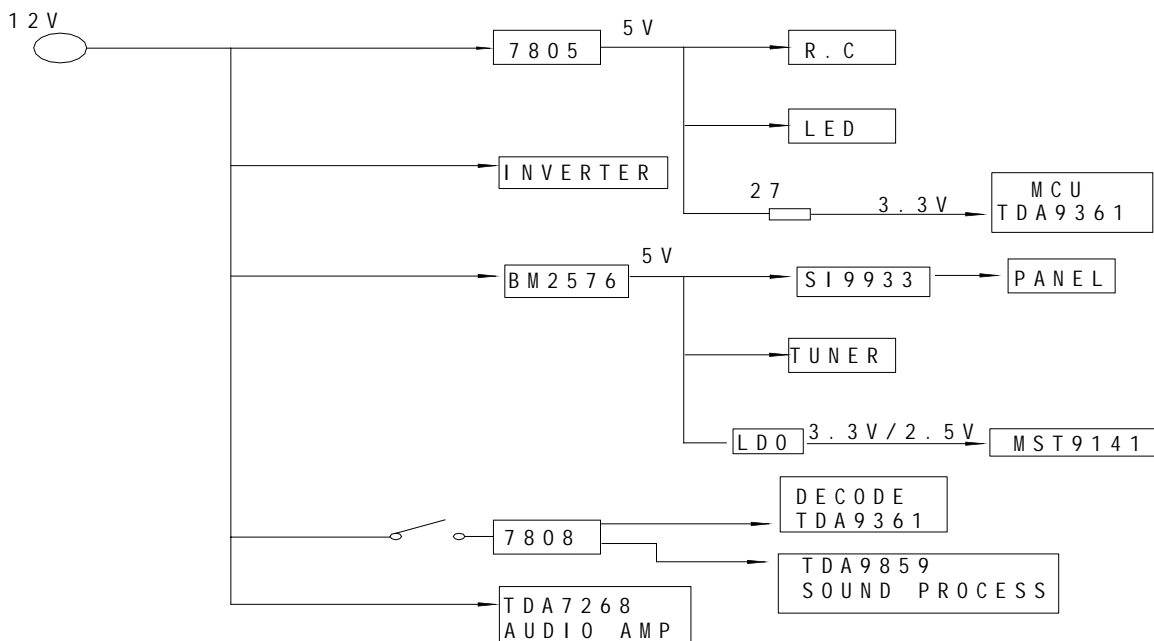 12V
7805
5V
R.C
LED
INVERTER
27
3.3V
MCU
TDA9361
BM2576
5V
SI9933
PANEL
TUNER
LDO
3.3V/2.5V
MST9141
DECODE
TDA9361
7808
TDA9859
SOUND PROCESS
TDA7268
AUDIO AMP